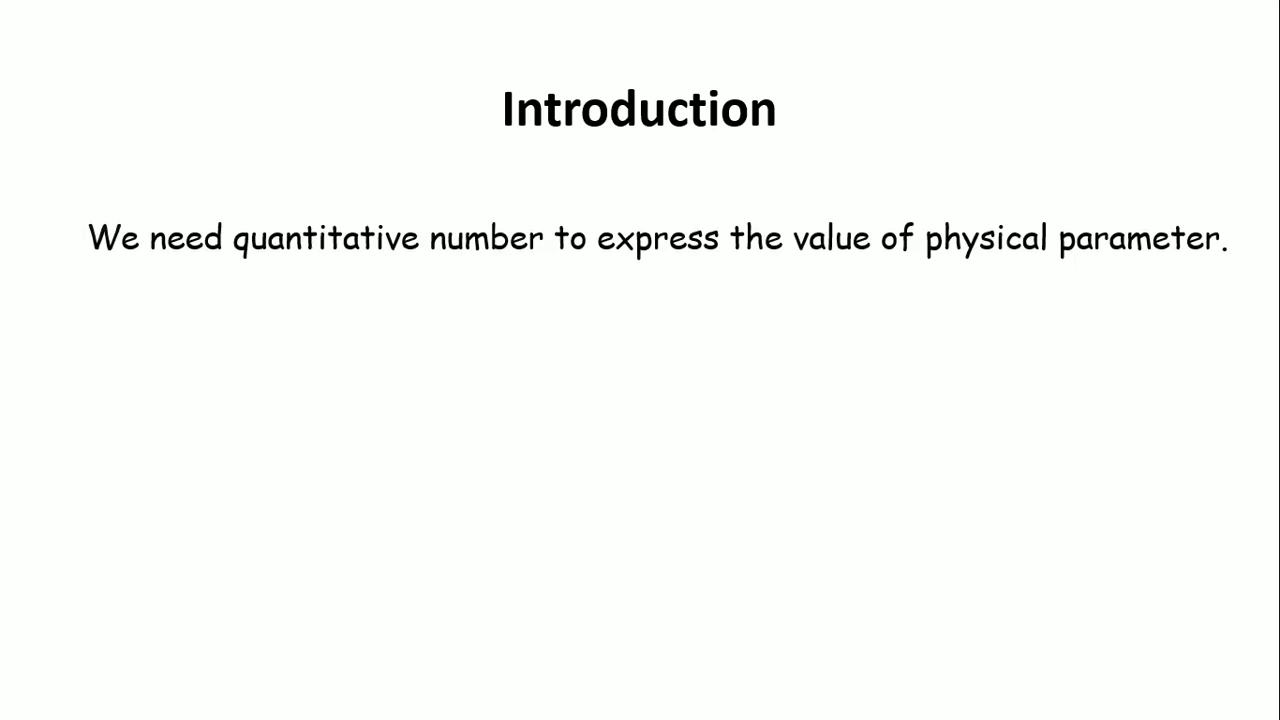 Introduction
We need quantitative number to express the value of physical parameter.